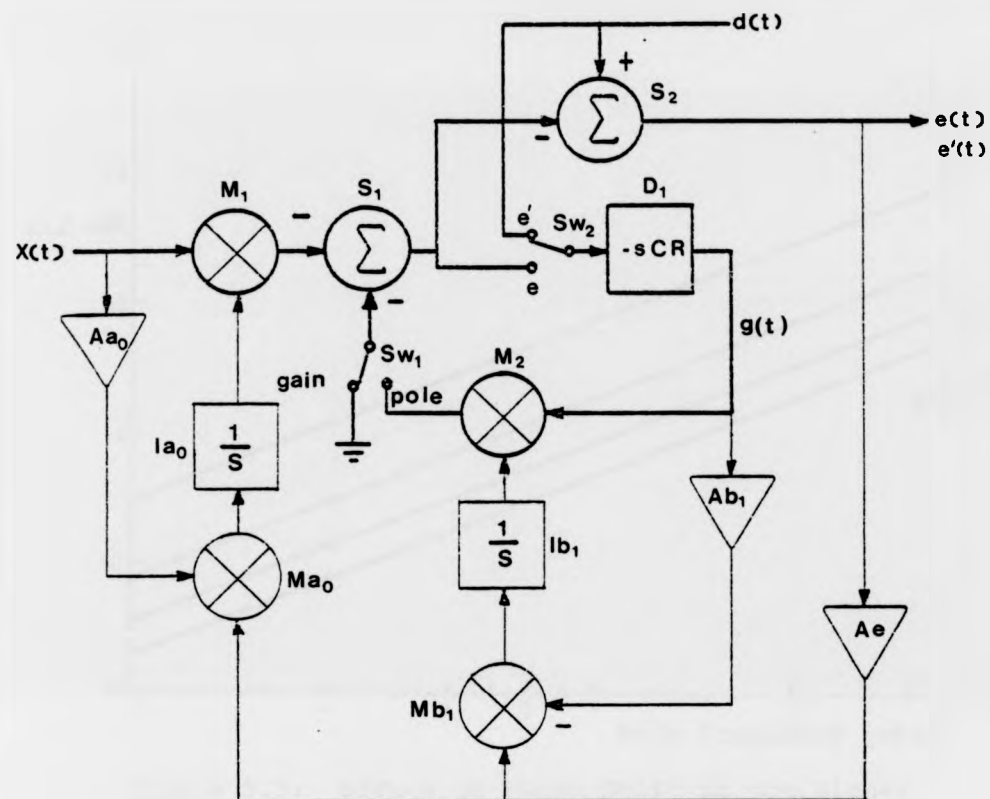 d(t)
+
S₂
Σ
-
e(t)
e'(t)
M₁
S₁
D₁
-
e'
Sw₂
X(t)
Σ
-sCR
e
-
Aa₀
g(t)
Sw₁
M₂
gain
pole
Ia₀
1/S
Ab₁
1/S
Ib₁
Ma₀
Ae
Mb₁
-